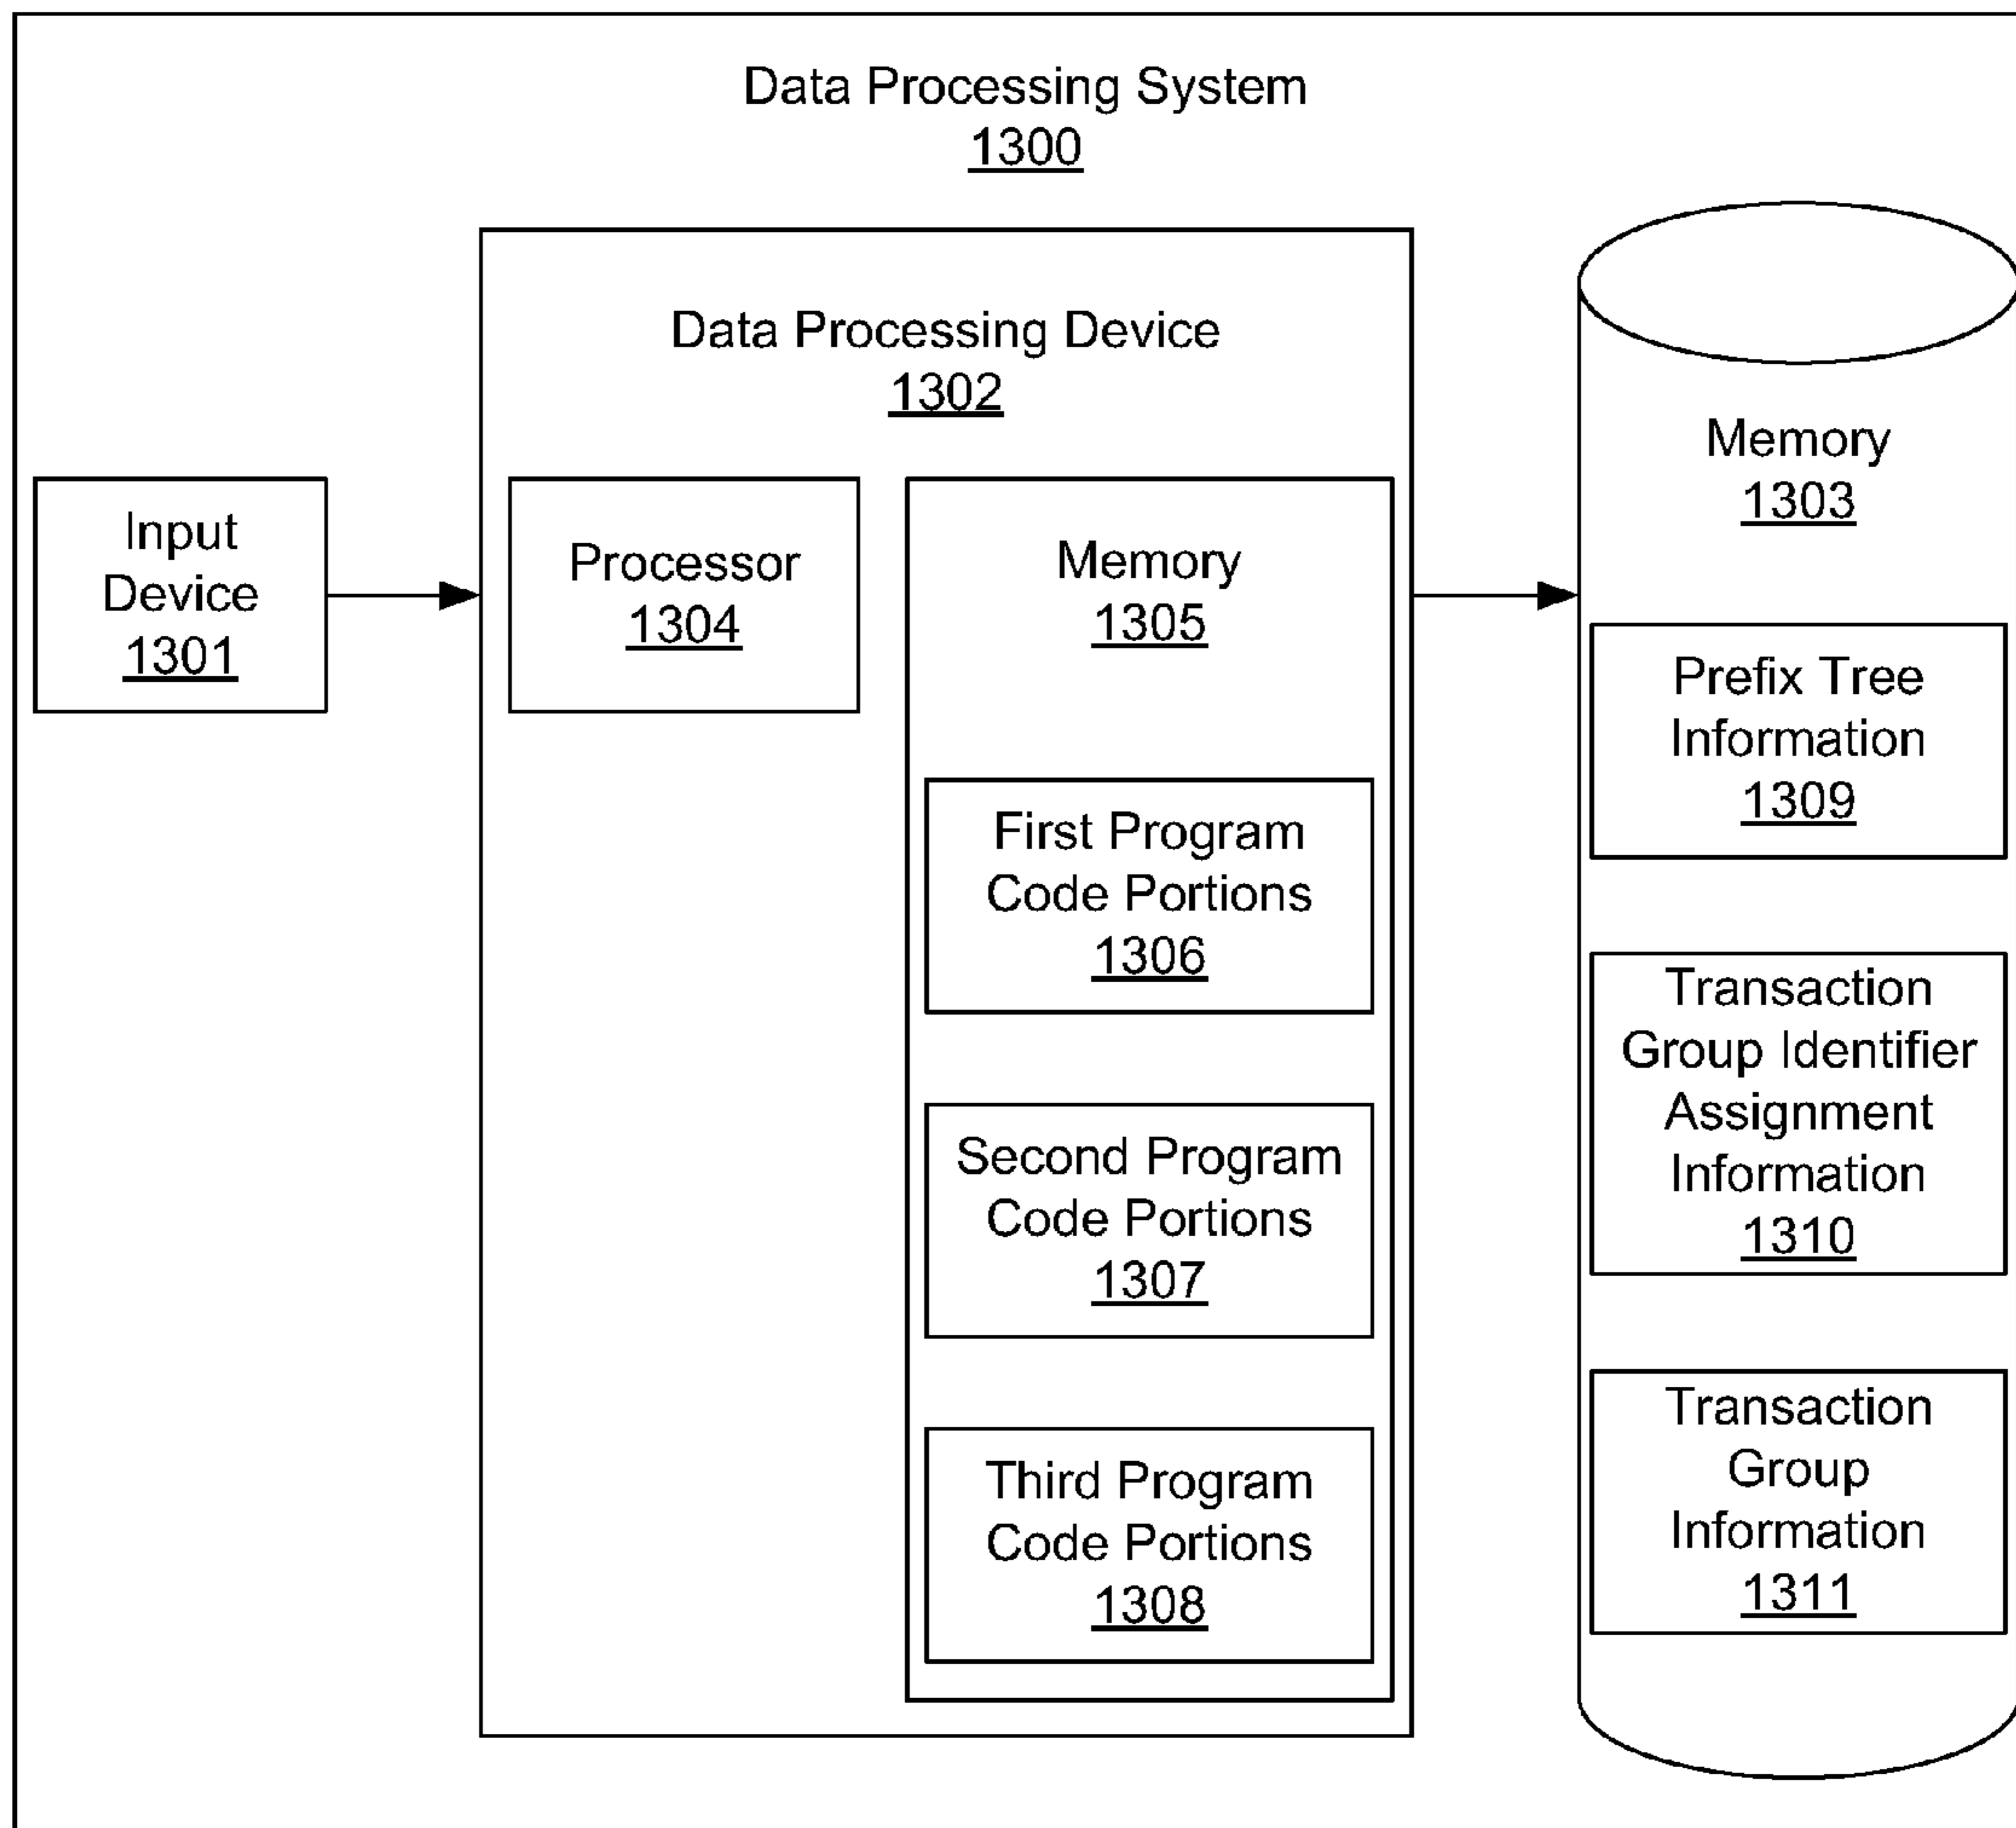 Data Processing System
1300
Data Processing Device
1302
Input
Device
1301
Processor
1304
Memory
1305
First Program
Code Portions
1306
Second Program
Code Portions
1307
Third Program
Code Portions
1308
Memory
1303
Prefix Tree
Information
1309
Transaction
Group Identifier
Assignment
Information
1310
Transaction
Group
Information
1311